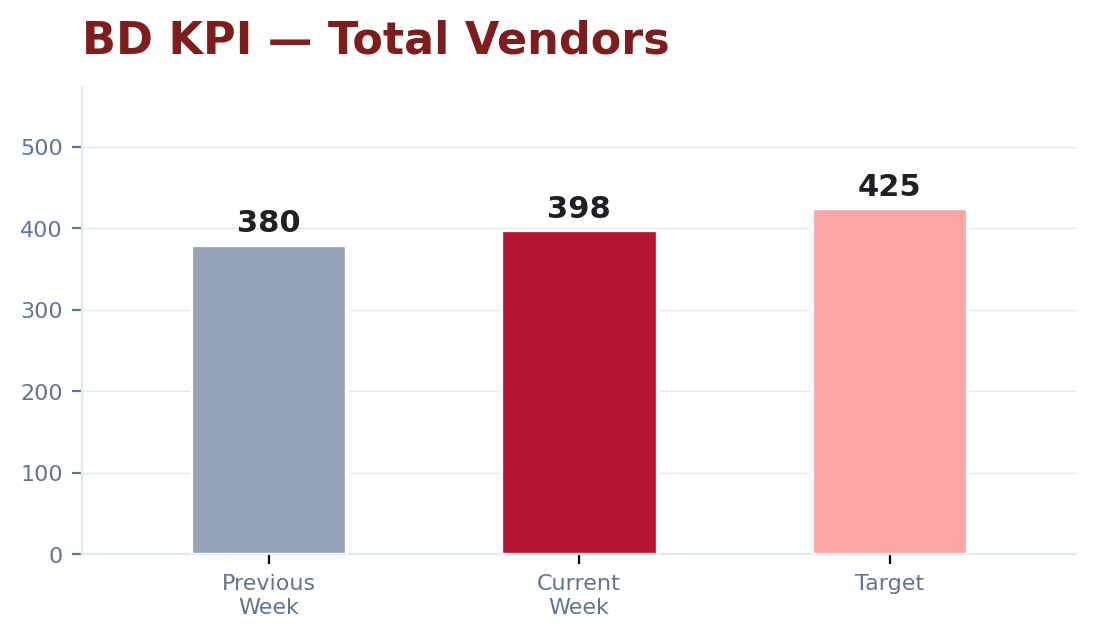 BD KPI — Total Vendors
500
400
300
200
100
0
380
398
425
Previous
Week
Current
Week
Target